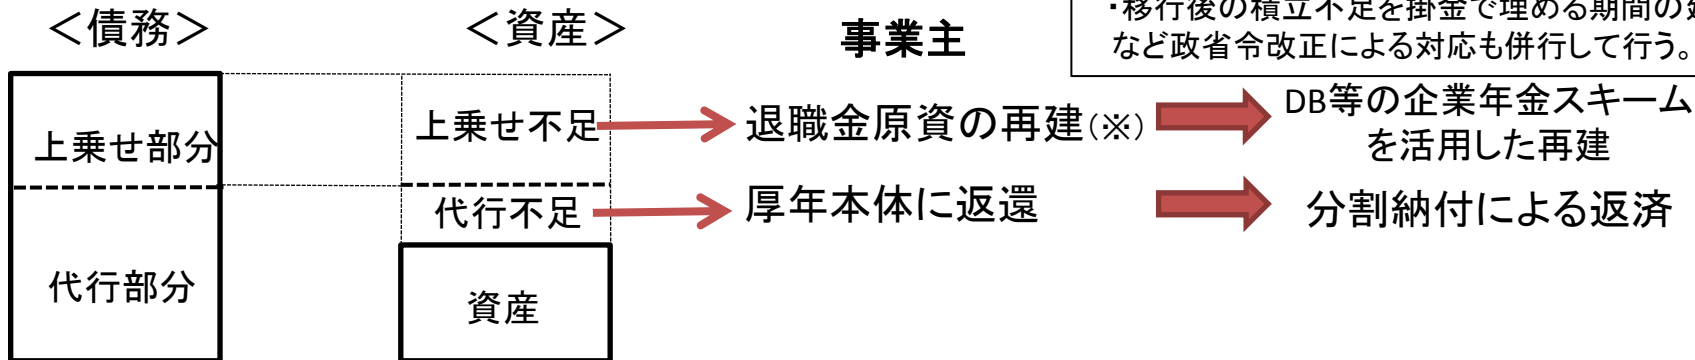 ・移行後の積立不足を掛金で埋める期間の
など政省令改正による対応も併行して行う。
＜債務＞
＜資産＞
事業主
上乗せ部分
上乗せ不足
退職金原資の再建(※)
DB等の企業年金スキーム
を活用した再建
代行不足
厚年本体に返還
分割納付による返済
代行部分
資産